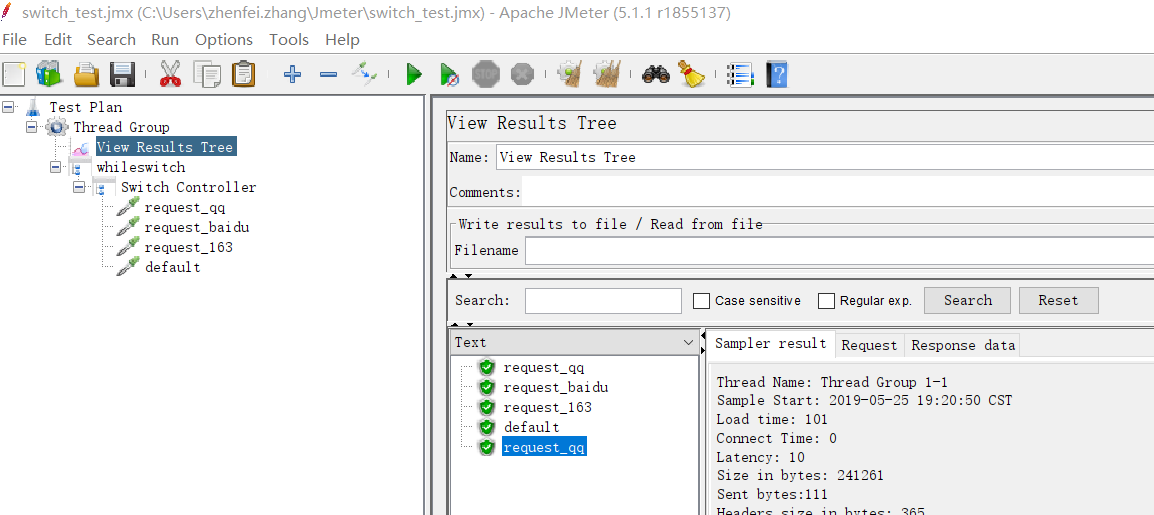 switch_test.jmx (C:\Users\zhenfei.zhang\Jmeter\switch_test.jmx) - Apache JMeter (5.1.1 r1855137)
File Edit Search Run Options Tools Help
STOP
Test Plan
Thread Group
View Results Tree
whileswitch
Switch Controller
request_qq
request_baidu
request_163
default
View Results Tree
Name: View Results Tree
Comments:
Write results to file / Read from file
Filename
Search: Case sensitive Regular exp. Search Reset
Text
request_qq
request_baidu
request_163
default
request_qq
Sampler result Request Response data
Thread Name: Thread Group 1-1
Sample Start: 2019-05-25 19:20:50 CST
Load time: 101
Connect Time: 0
Latency: 10
Size in bytes: 241261
Sent bytes:111
Headers size in bytes: 365